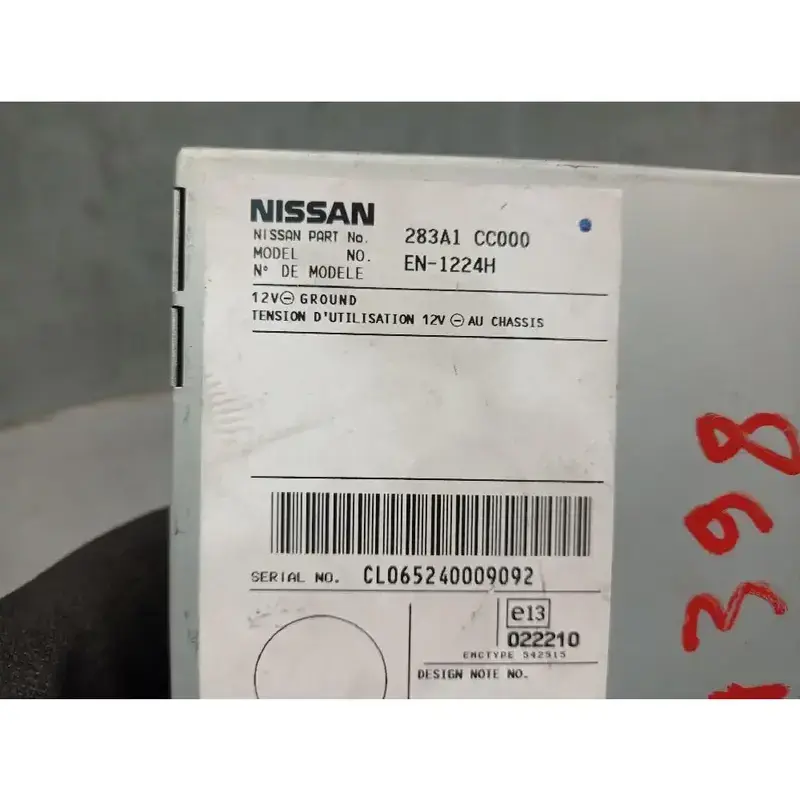 NISSAN
NISSAN PART No. 283A1 CC000
MODEL NO. EN-1224H
N° DE MODELE
12V⊖ GROUND
TENSION D'UTILISATION 12V ⊖ AU CHASSIS
SERIAL NO. CL065240009092
e13
022210
EMCTYPE 542515
DESIGN NOTE NO.
398